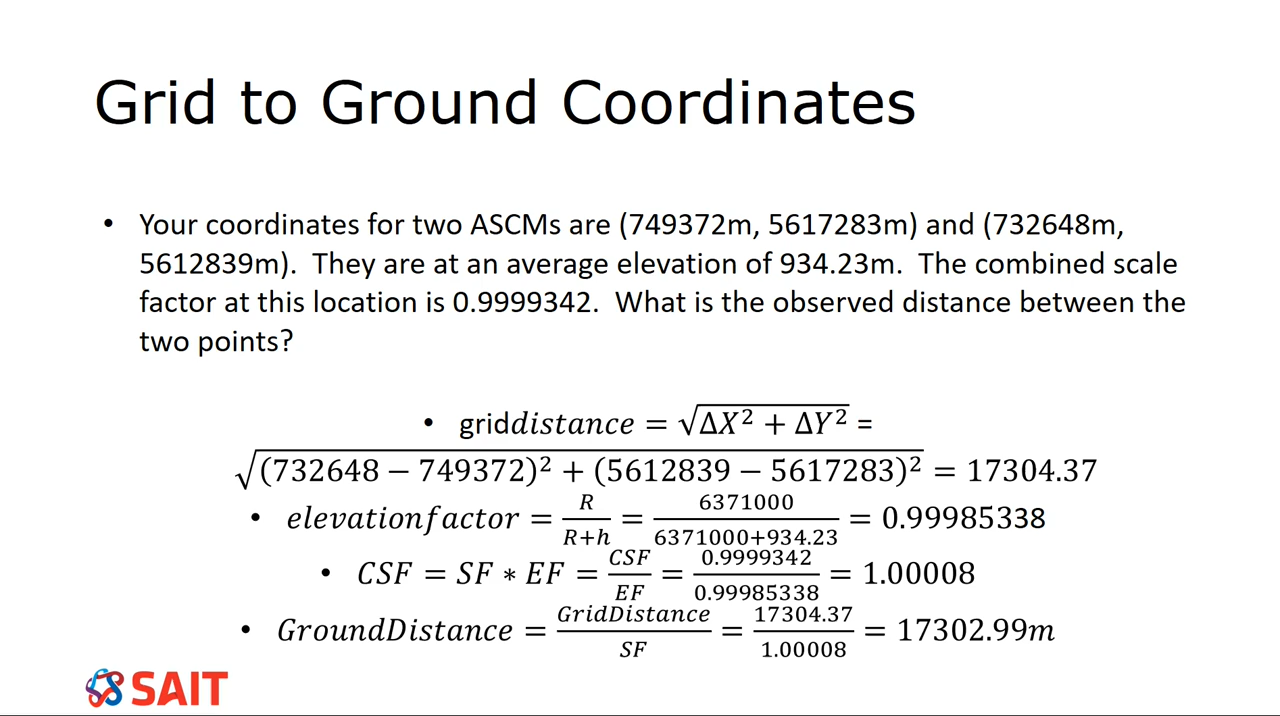 Grid to Ground Coordinates
• Your coordinates for two ASCMs are (749372m, 5617283m) and (732648m,
5612839m). They are at an average elevation of 934.23m. The combined scale
factor at this location is 0.9999342. What is the observed distance between the
two points?
• grid𝑑𝑖𝑠𝑡𝑎𝑛𝑐𝑒 = √(Δ𝑋² + Δ𝑌²) =
√((732648 − 749372)² + (5612839 − 5617283)²) = 17304.37
• 𝑒𝑙𝑒𝑣𝑎𝑡𝑖𝑜𝑛𝑓𝑎𝑐𝑡𝑜𝑟 = 𝑅/(𝑅+ℎ) = 6371000/(6371000+934.23) = 0.99985338
• 𝐶𝑆𝐹 = 𝑆𝐹 ∗ 𝐸𝐹 = 𝐶𝑆𝐹/𝐸𝐹 = 0.9999342/0.99985338 = 1.00008
• 𝐺𝑟𝑜𝑢𝑛𝑑𝐷𝑖𝑠𝑡𝑎𝑛𝑐𝑒 = 𝐺𝑟𝑖𝑑𝐷𝑖𝑠𝑡𝑎𝑛𝑐𝑒/𝑆𝐹 = 17304.37/1.00008 = 17302.99𝑚
SAIT